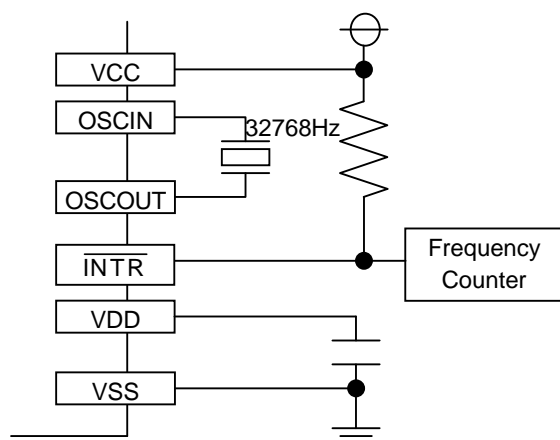 VCC
OSCIN
32768Hz
OSCOUT
INTR
Frequency
Counter
VDD
VSS